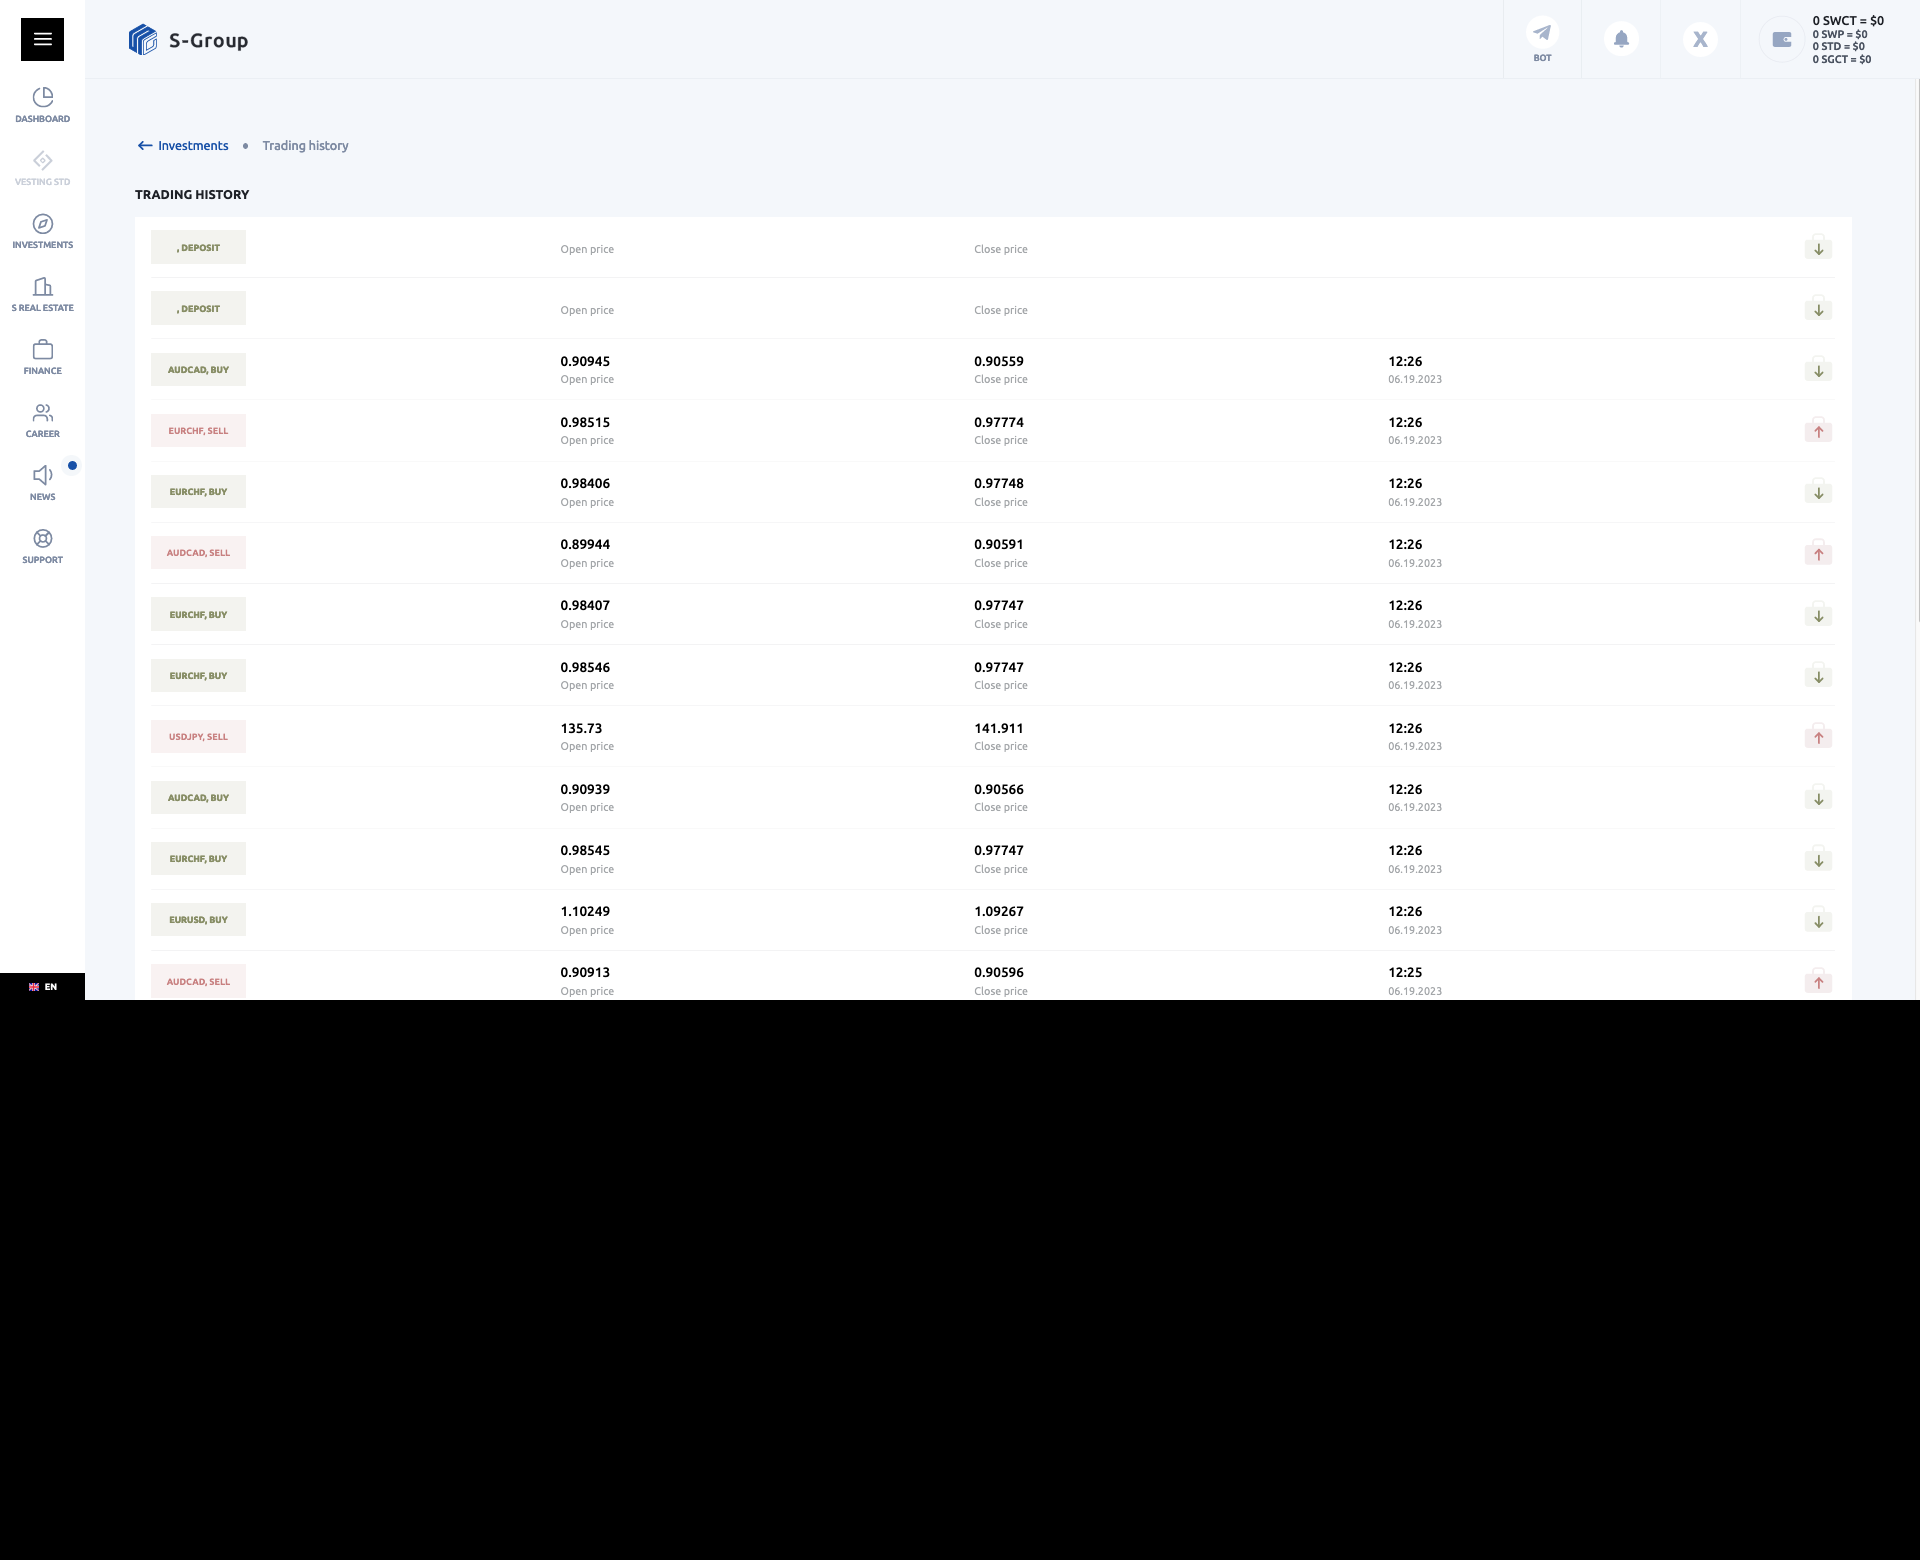 S-Group
BOT
X
0 SWCT = $0
0 SWP = $0
0 STD = $0
0 SGCT = $0
DASHBOARD
VESTING STD
INVESTMENTS
S REAL ESTATE
FINANCE
CAREER
NEWS
SUPPORT
EN
← Investments • Trading history
TRADING HISTORY
, DEPOSIT
Open price
Close price
, DEPOSIT
Open price
Close price
AUDCAD, BUY
0.90945
Open price
0.90559
Close price
12:26
06.19.2023
EURCHF, SELL
0.98515
Open price
0.97774
Close price
12:26
06.19.2023
EURCHF, BUY
0.98406
Open price
0.97748
Close price
12:26
06.19.2023
AUDCAD, SELL
0.89944
Open price
0.90591
Close price
12:26
06.19.2023
EURCHF, BUY
0.98407
Open price
0.97747
Close price
12:26
06.19.2023
EURCHF, BUY
0.98546
Open price
0.97747
Close price
12:26
06.19.2023
USDJPY, SELL
135.73
Open price
141.911
Close price
12:26
06.19.2023
AUDCAD, BUY
0.90939
Open price
0.90566
Close price
12:26
06.19.2023
EURCHF, BUY
0.98545
Open price
0.97747
Close price
12:26
06.19.2023
EURUSD, BUY
1.10249
Open price
1.09267
Close price
12:26
06.19.2023
AUDCAD, SELL
0.90913
Open price
0.90596
Close price
12:25
06.19.2023